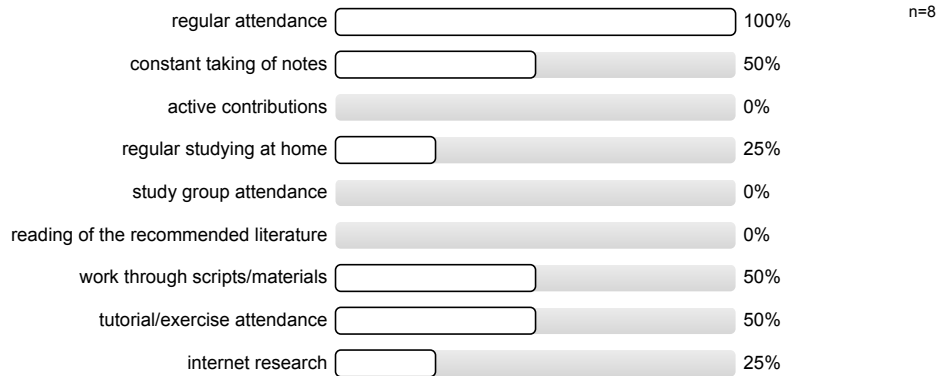 n=8
regular attendance 100%
constant taking of notes 50%
active contributions 0%
regular studying at home 25%
study group attendance 0%
reading of the recommended literature 0%
work through scripts/materials 50%
tutorial/exercise attendance 50%
internet research 25%